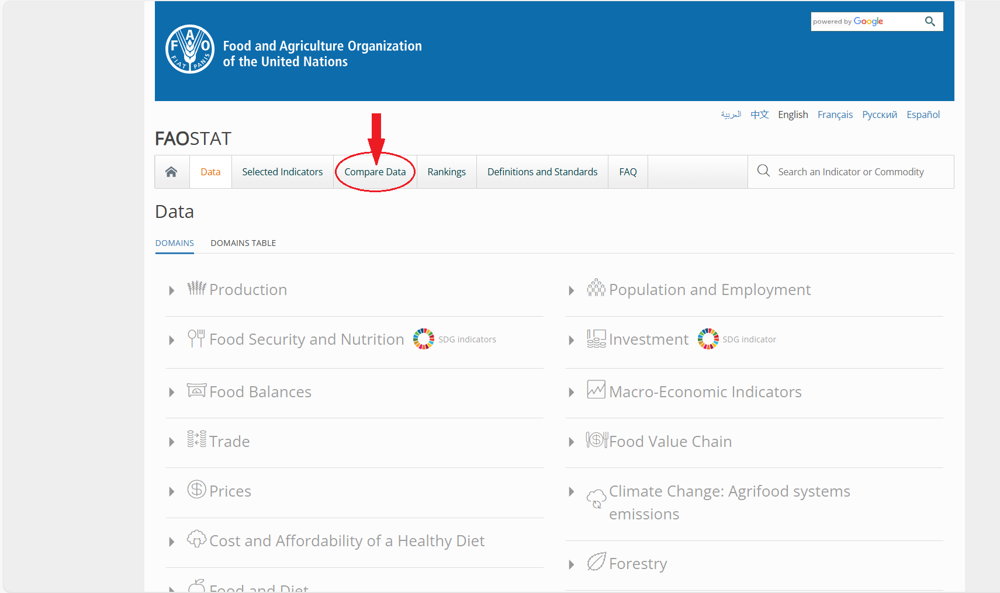 powered by Google
FAO
FIAT PANIS
Food and Agriculture Organization
of the United Nations
العربية 中文 English Français Русский Español
FAOSTAT
Data Selected Indicators Compare Data Rankings Definitions and Standards FAQ Search an Indicator or Commodity
Data
DOMAINS DOMAINS TABLE
Production
Food Security and Nutrition SDG indicators
Food Balances
Trade
Prices
Cost and Affordability of a Healthy Diet
Food and Diet
Population and Employment
Investment SDG indicator
Macro-Economic Indicators
Food Value Chain
Climate Change: Agrifood systems
emissions
Forestry